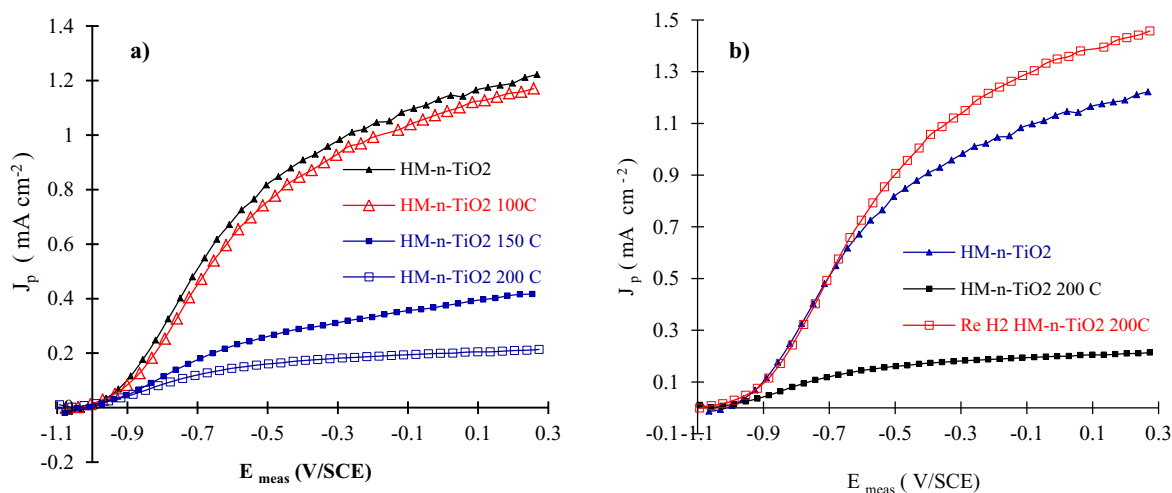 a)
1.4
1.2
1
0.8
0.6
0.4
0.2
0
-0.2
J p ( mA cm-2)
HM-n-TiO2
HM-n-TiO2 100C
HM-n-TiO2 150 C
HM-n-TiO2 200 C
-1.1 -0.9 -0.7 -0.5 -0.3 -0.1 0.1 0.3
E meas (V/SCE)
b)
1.5
1.3
1.1
0.9
0.7
0.5
0.3
0.1
-0.1
J p ( mA cm-2)
HM-n-TiO2
HM-n-TiO2 200 C
Re H2 HM-n-TiO2 200C
-1.1 -0.9 -0.7 -0.5 -0.3 -0.1 0.1 0.3
E meas ( V/SCE)